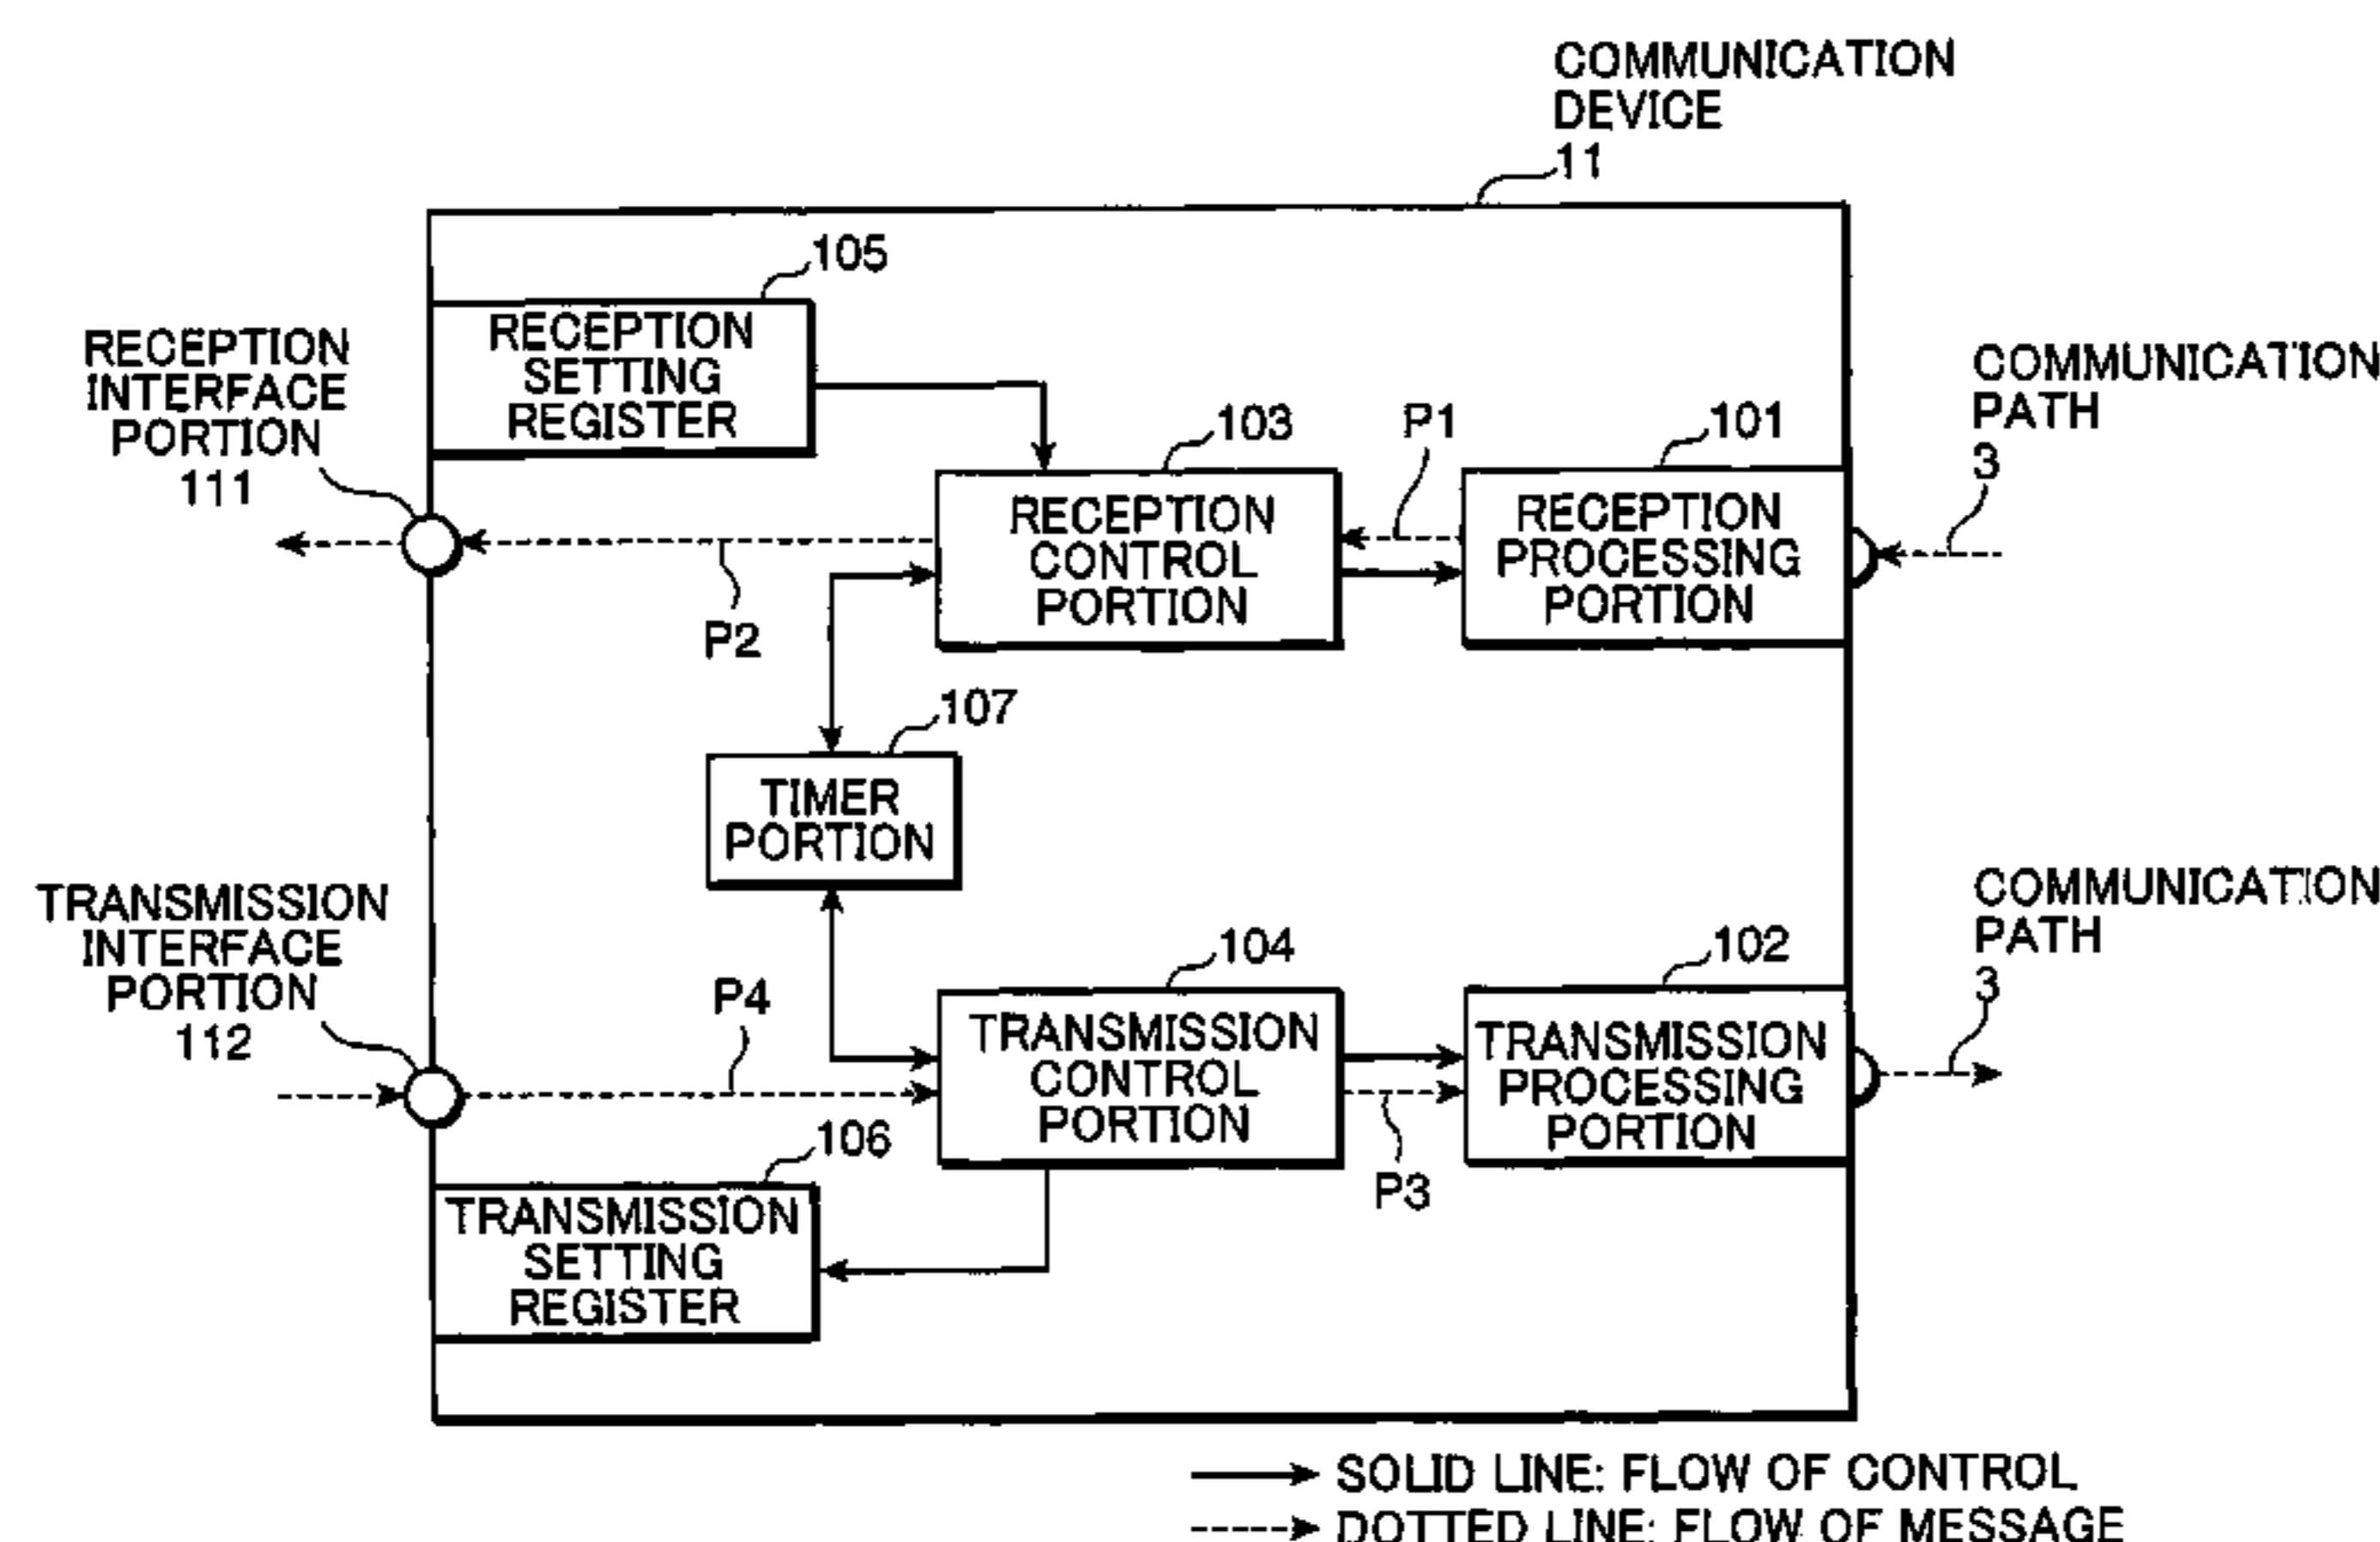 COMMUNICATION
DEVICE
11
105
RECEPTION
SETTING
REGISTER
RECEPTION
INTERFACE
PORTION
111
103
P1
101
COMMUNICATION
PATH
3
RECEPTION
CONTROL
PORTION
RECEPTION
PROCESSING
PORTION
P2
107
TIMER
PORTION
TRANSMISSION
INTERFACE
PORTION
112
P4
104
102
COMMUNICATION
PATH
3
TRANSMISSION
CONTROL
PORTION
TRANSMISSION
PROCESSING
PORTION
106
P3
TRANSMISSION
SETTING
REGISTER
SOLID LINE: FLOW OF CONTROL
DOTTED LINE: FLOW OF MESSAGE